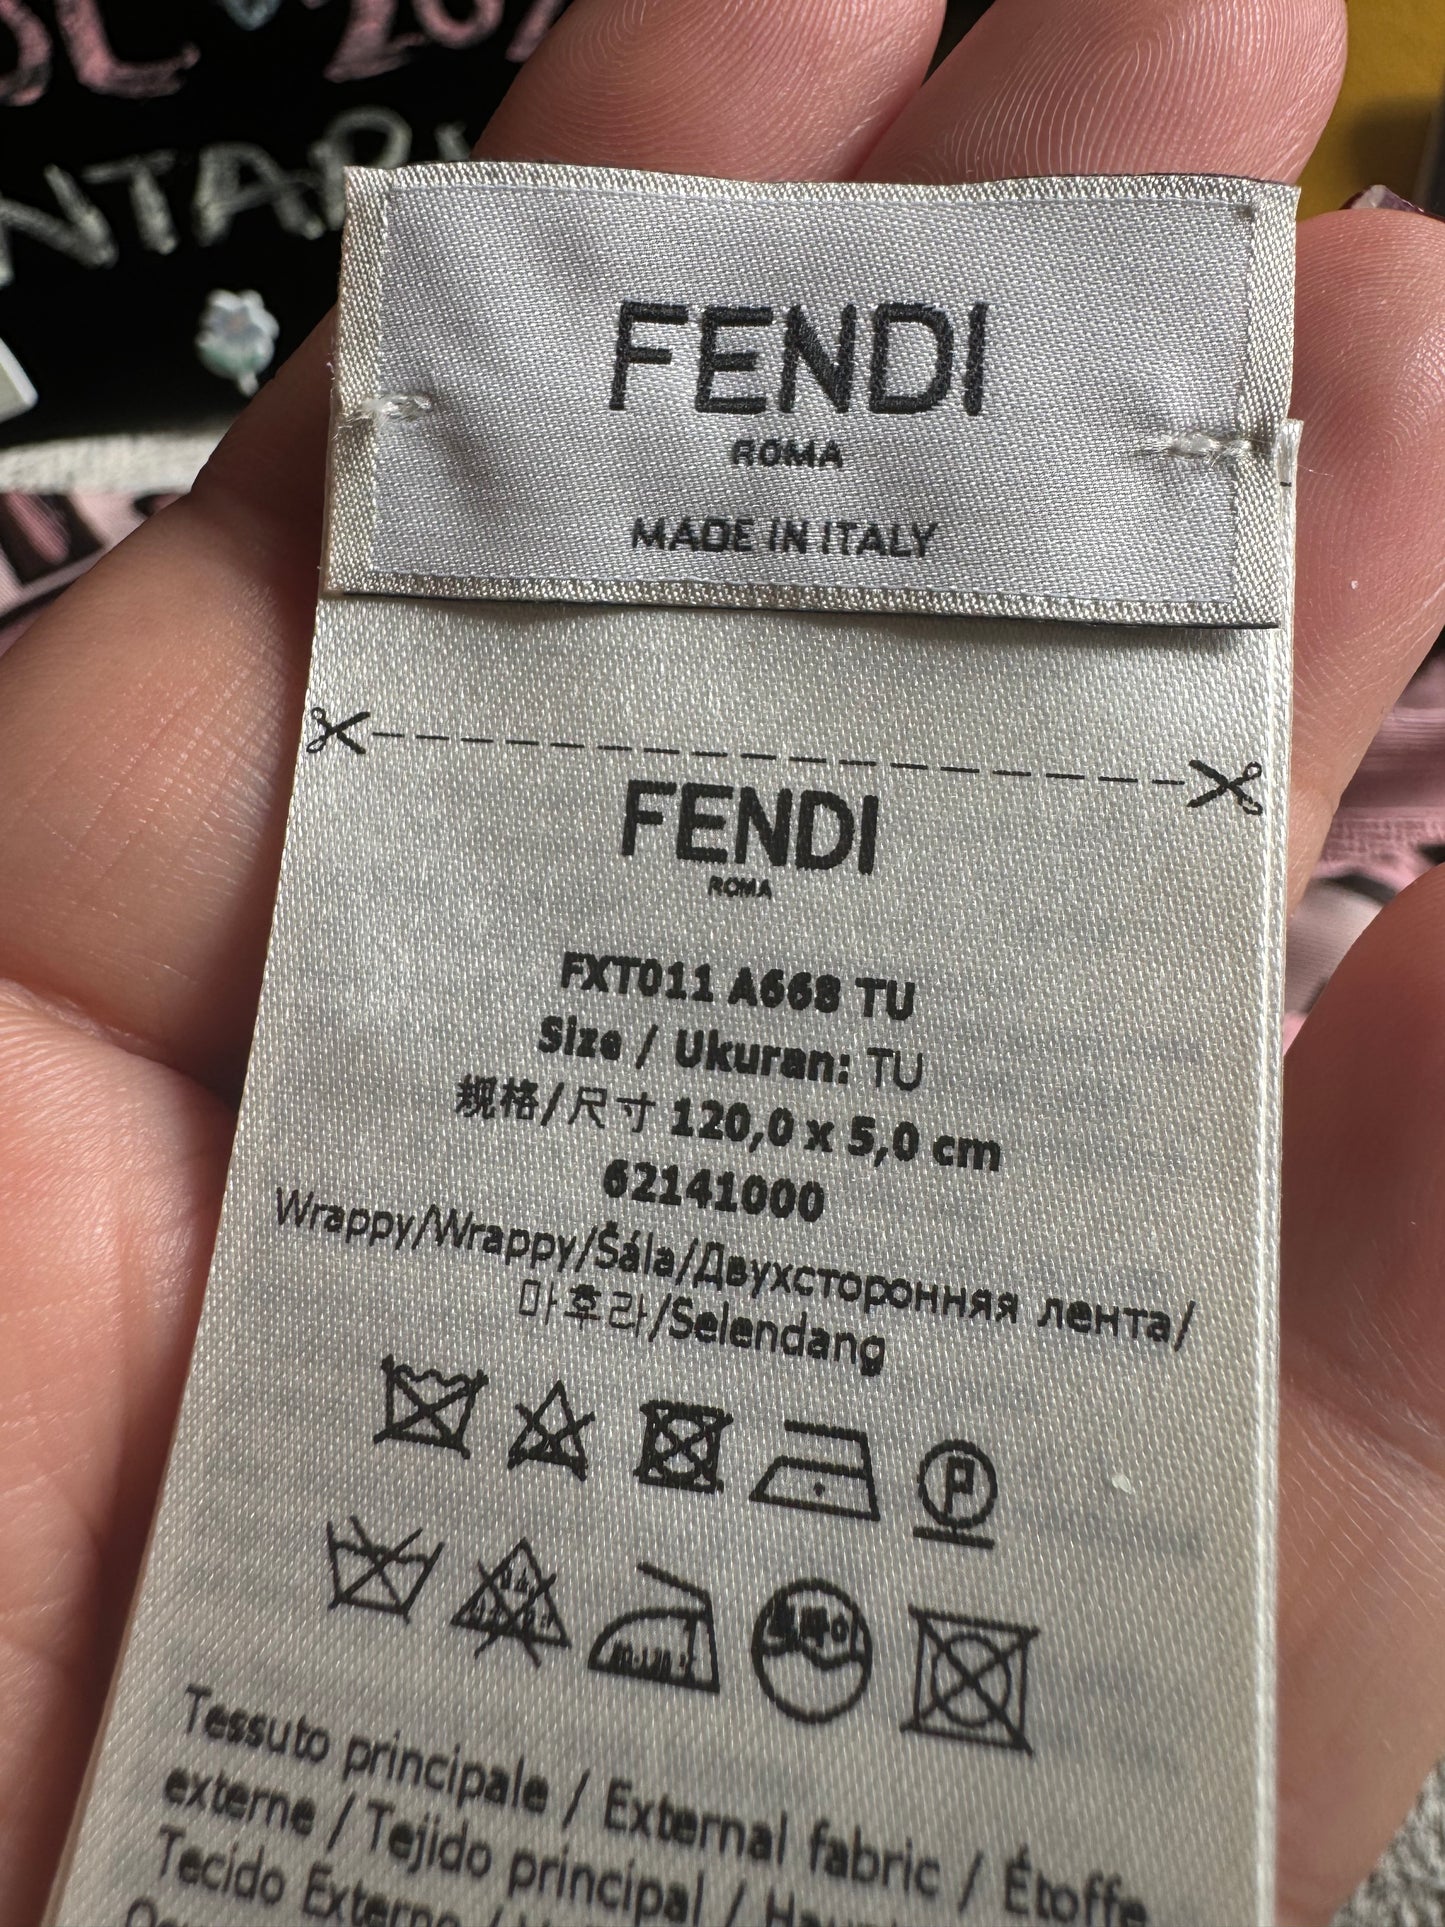 NTAR
FENDI
ROMA
MADE IN ITALY
FENDI
ROMA
FXT011 A668 TU
Size / Ukuran: TU
规格/尺寸 120,0 x 5,0 cm
62141000
Wrappy/Wrappy/Šála/Двухсторонняя лента/
마후라/Selendang
P
Tessuto principale / External fabric / Étoffe
externe / Tejido principal /
Tecido Externo /